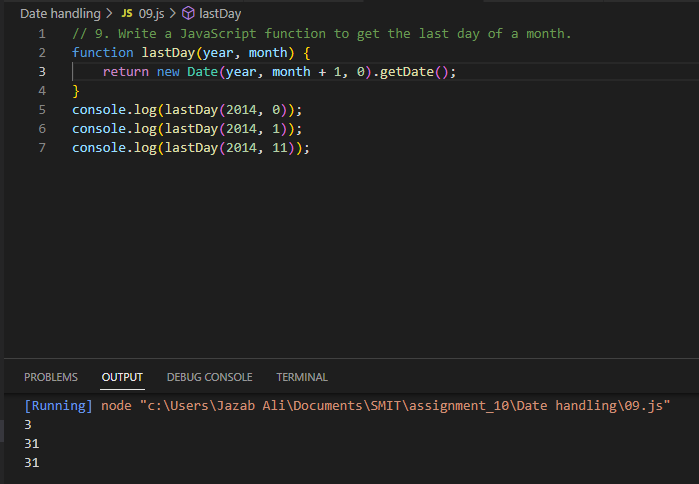 Date handling > JS 09.js > lastDay
1 // 9. Write a JavaScript function to get the last day of a month.
2 function lastDay(year, month) {
3 return new Date(year, month + 1, 0).getDate();
4 }
5 console.log(lastDay(2014, 0));
6 console.log(lastDay(2014, 1));
7 console.log(lastDay(2014, 11));
PROBLEMS OUTPUT DEBUG CONSOLE TERMINAL
[Running] node "c:\Users\Jazab Ali\Documents\SMIT\assignment_10\Date handling\09.js"
3
31
31